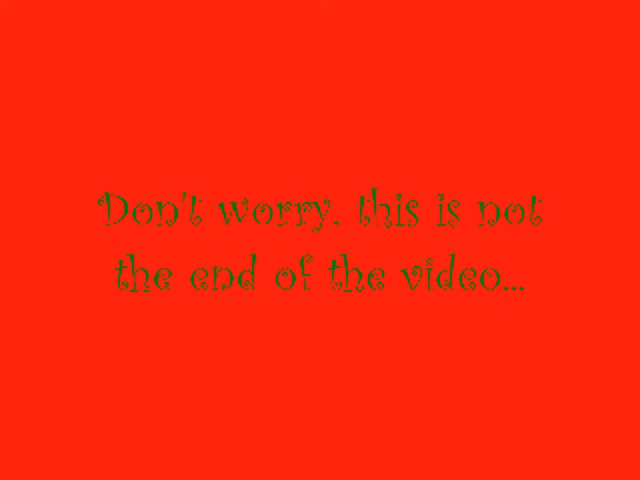 Don't worry, this is not
the end of the video...